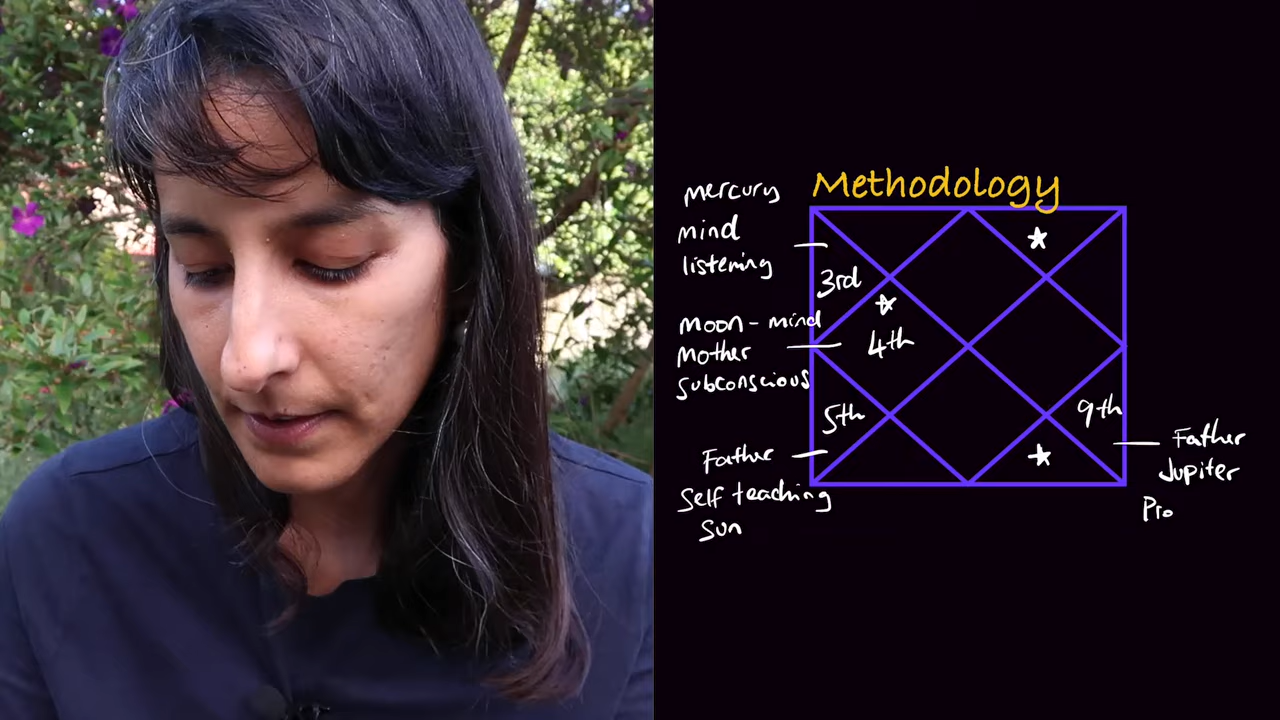 Methodology
mercury
mind
listening
3rd
moon - mind
mother
subconscious
4th
5th
9th
Father
Self teaching
Sun
Father
Jupiter
Pro